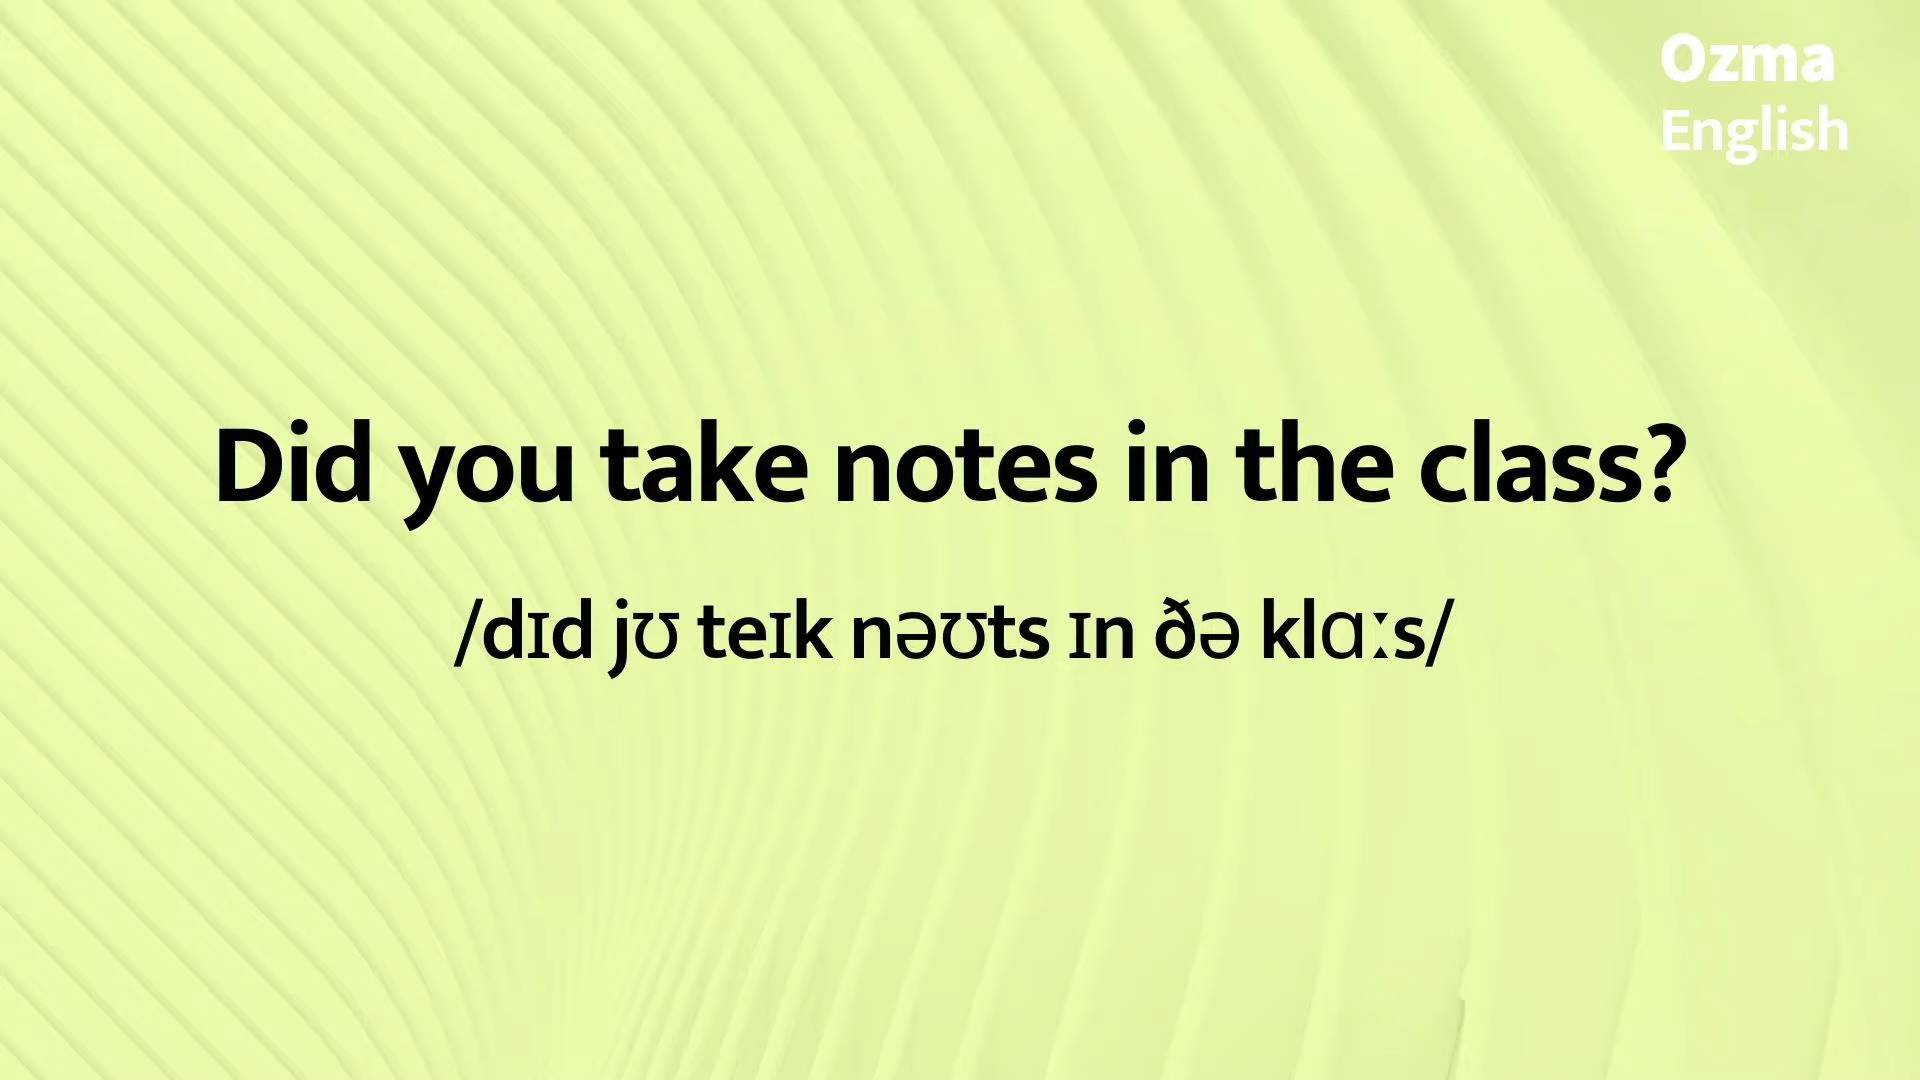 Ozma
English
Did you take notes in the class?
/dɪd jʊ teɪk nəʊts ɪn ðə klɑːs/